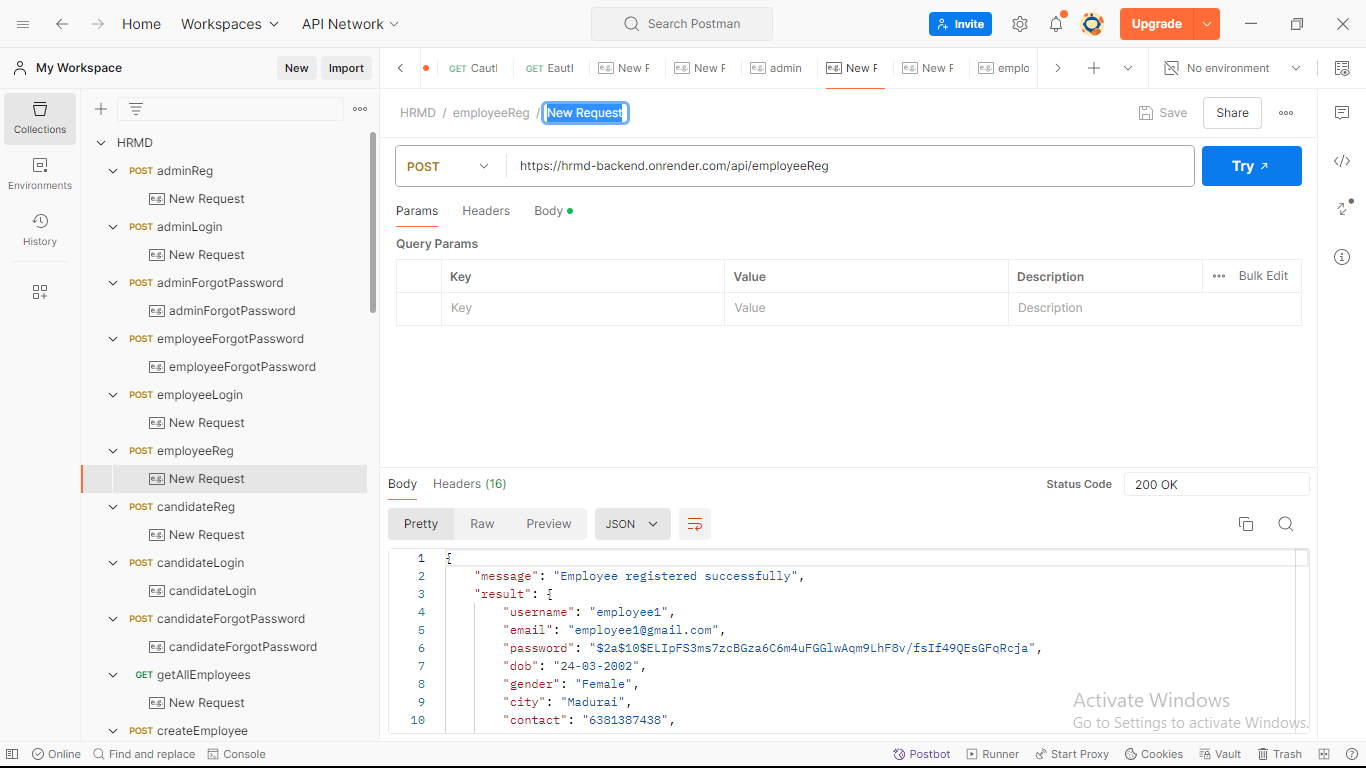 Home Workspaces API Network Search Postman Invite Upgrade
My Workspace New Import GET Cautl GET Eautl e.g. New F e.g. New F e.g. admin e.g. New F e.g. New F e.g. emplo No environment
Collections
Environments
History
HRMD
POST adminReg
e.g. New Request
POST adminLogin
e.g. New Request
POST adminForgotPassword
e.g. adminForgotPassword
POST employeeForgotPassword
e.g. employeeForgotPassword
POST employeeLogin
e.g. New Request
POST employeeReg
e.g. New Request
POST candidateReg
e.g. New Request
POST candidateLogin
e.g. candidateLogin
POST candidateForgotPassword
e.g. candidateForgotPassword
GET getAllEmployees
e.g. New Request
POST createEmployee
HRMD / employeeReg / New Request Save Share
POST https://hrmd-backend.onrender.com/api/employeeReg Try
Params Headers Body
Query Params
Key Value Description Bulk Edit
Key Value Description
Body Headers (16) Status Code 200 OK
Pretty Raw Preview JSON
1 {
2 "message": "Employee registered successfully",
3 "result": {
4 "username": "employee1",
5 "email": "employee1@gmail.com",
6 "password": "$2a$10$ELIpFS3ms7zcBGza6C6m4uFGGlwAqm9LhF8v/fsIf49QEsGFqRcja",
7 "dob": "24-03-2002",
8 "gender": "Female",
9 "city": "Madurai",
10 "contact": "6381387438",
Activate Windows
Go to Settings to activate Windows.
Online Find and replace Console Postbot Runner Start Proxy Cookies Vault Trash